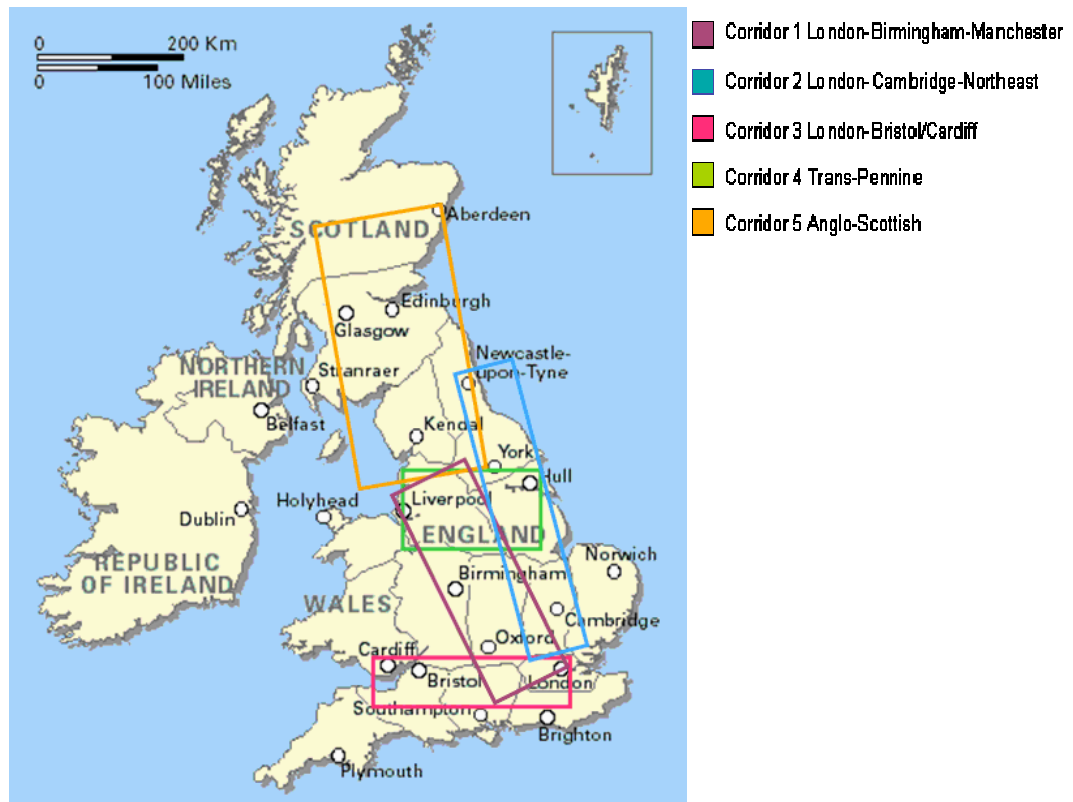 0 200 Km
0 100 Miles
Corridor 1 London-Birmingham-Manchester
Corridor 2 London-Cambridge-Northeast
Corridor 3 London-Bristol/Cardiff
Corridor 4 Trans-Pennine
Corridor 5 Anglo-Scottish
Aberdeen
SCOTLAND
Edinburgh
Glasgow
Newcastle-
upon-Tyne
NORTHERN
IRELAND
Stranraer
Belfast
Kendal
York
Hull
Holyhead
Liverpool
Dublin
ENGLAND
Norwich
REPUBLIC
OF IRELAND
Birmingham
WALES
Cambridge
Oxford
Cardiff
Bristol
London
Southampton
Brighton
Plymouth